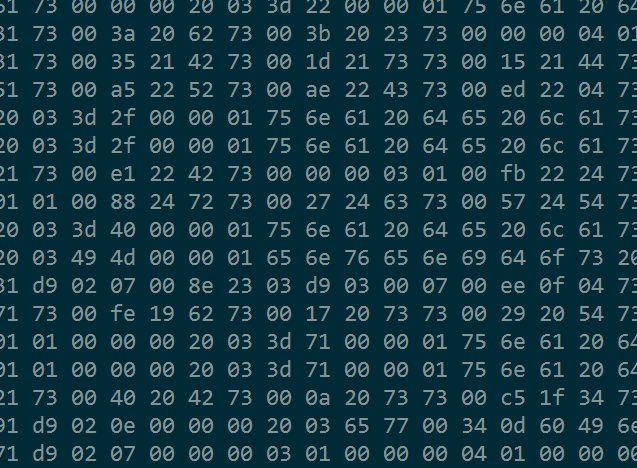 51 73 00 00 00 20 03 3d 22 00 00 01 75 6e 61 20 64
31 73 00 3a 20 62 73 00 3b 20 23 73 00 00 00 04 01
31 73 00 35 21 42 73 00 1d 21 73 73 00 15 21 44 73
51 73 00 a5 22 52 73 00 ae 22 43 73 00 ed 22 04 73
20 03 3d 2f 00 00 01 75 6e 61 20 64 65 20 6c 61 73
20 03 3d 2f 00 00 01 75 6e 61 20 64 65 20 6c 61 73
21 73 00 e1 22 42 73 00 00 00 03 01 00 fb 22 24 73
01 01 00 88 24 72 73 00 27 24 63 73 00 57 24 54 73
20 03 3d 40 00 00 01 75 6e 61 20 64 65 20 6c 61 73
20 03 49 4d 00 00 01 65 6e 76 65 6e 69 64 6f 73 20
31 d9 02 07 00 8e 23 03 d9 03 00 07 00 ee 0f 04 73
71 73 00 fe 19 62 73 00 17 20 73 73 00 29 20 54 73
01 01 00 00 00 20 03 3d 71 00 00 01 75 6e 61 20 64
01 01 00 00 00 20 03 3d 71 00 00 01 75 6e 61 20 64
21 73 00 40 20 42 73 00 0a 20 73 73 00 c5 1f 34 73
91 d9 02 0e 00 00 00 20 03 65 77 00 34 0d 60 49 6e
71 d9 02 07 00 00 00 03 01 00 00 00 04 01 00 00 00